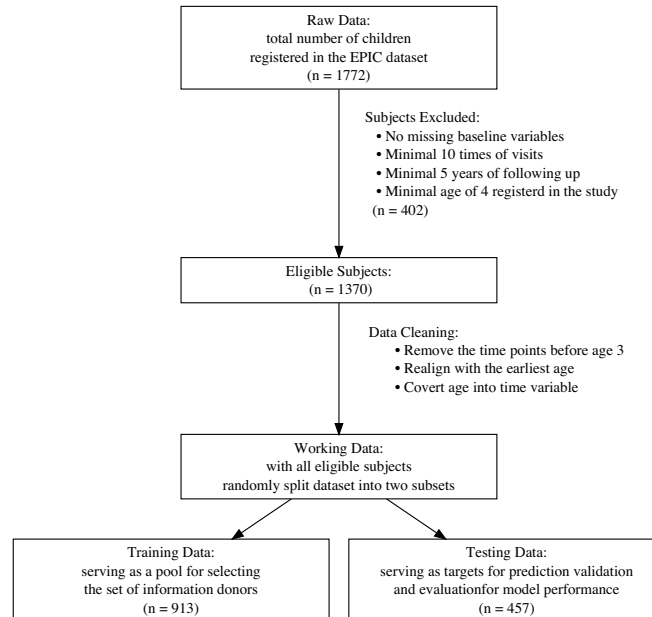 Raw Data:
total number of children
registered in the EPIC dataset
(n = 1772)
Subjects Excluded:
• No missing baseline variables
• Minimal 10 times of visits
• Minimal 5 years of following up
• Minimal age of 4 registerd in the study
(n = 402)
Eligible Subjects:
(n = 1370)
Data Cleaning:
• Remove the time points before age 3
• Realign with the earliest age
• Covert age into time variable
Working Data:
with all eligible subjects
randomly split dataset into two subsets
Training Data:
serving as a pool for selecting
the set of information donors
(n = 913)
Testing Data:
serving as targets for prediction validation
and evaluationfor model performance
(n = 457)